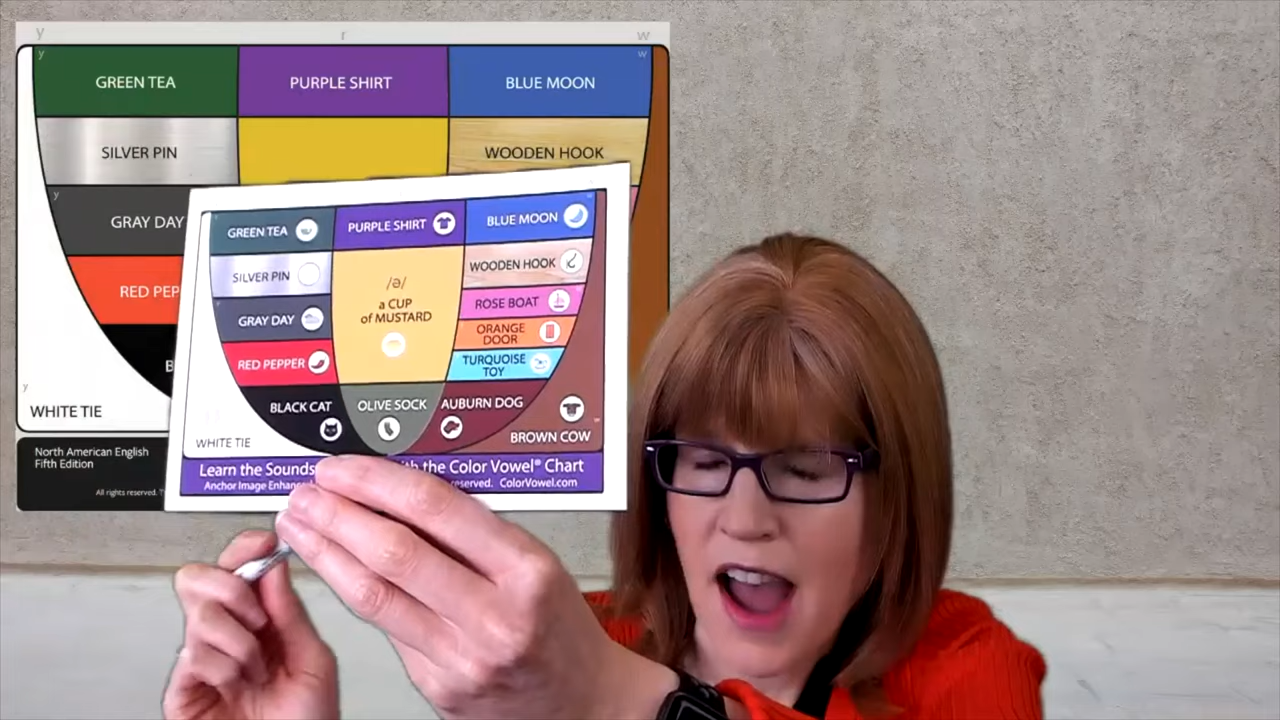 y r w
y w
GREEN TEA PURPLE SHIRT BLUE MOON
SILVER PIN WOODEN HOOK
y
GRAY DAY
RED PEP
B
y
WHITE TIE
North American English
Fifth Edition
All rights reserved.
GREEN TEA PURPLE SHIRT BLUE MOON
SILVER PIN WOODEN HOOK
/ə/
a CUP
of MUSTARD
GRAY DAY ROSE BOAT
ORANGE
DOOR
RED PEPPER TURQUOISE
TOY
BLACK CAT OLIVE SOCK AUBURN DOG
WHITE TIE BROWN COW
Learn the Sounds th the Color Vowel® Chart
Anchor Image Enhanc reserved. ColorVowel.com